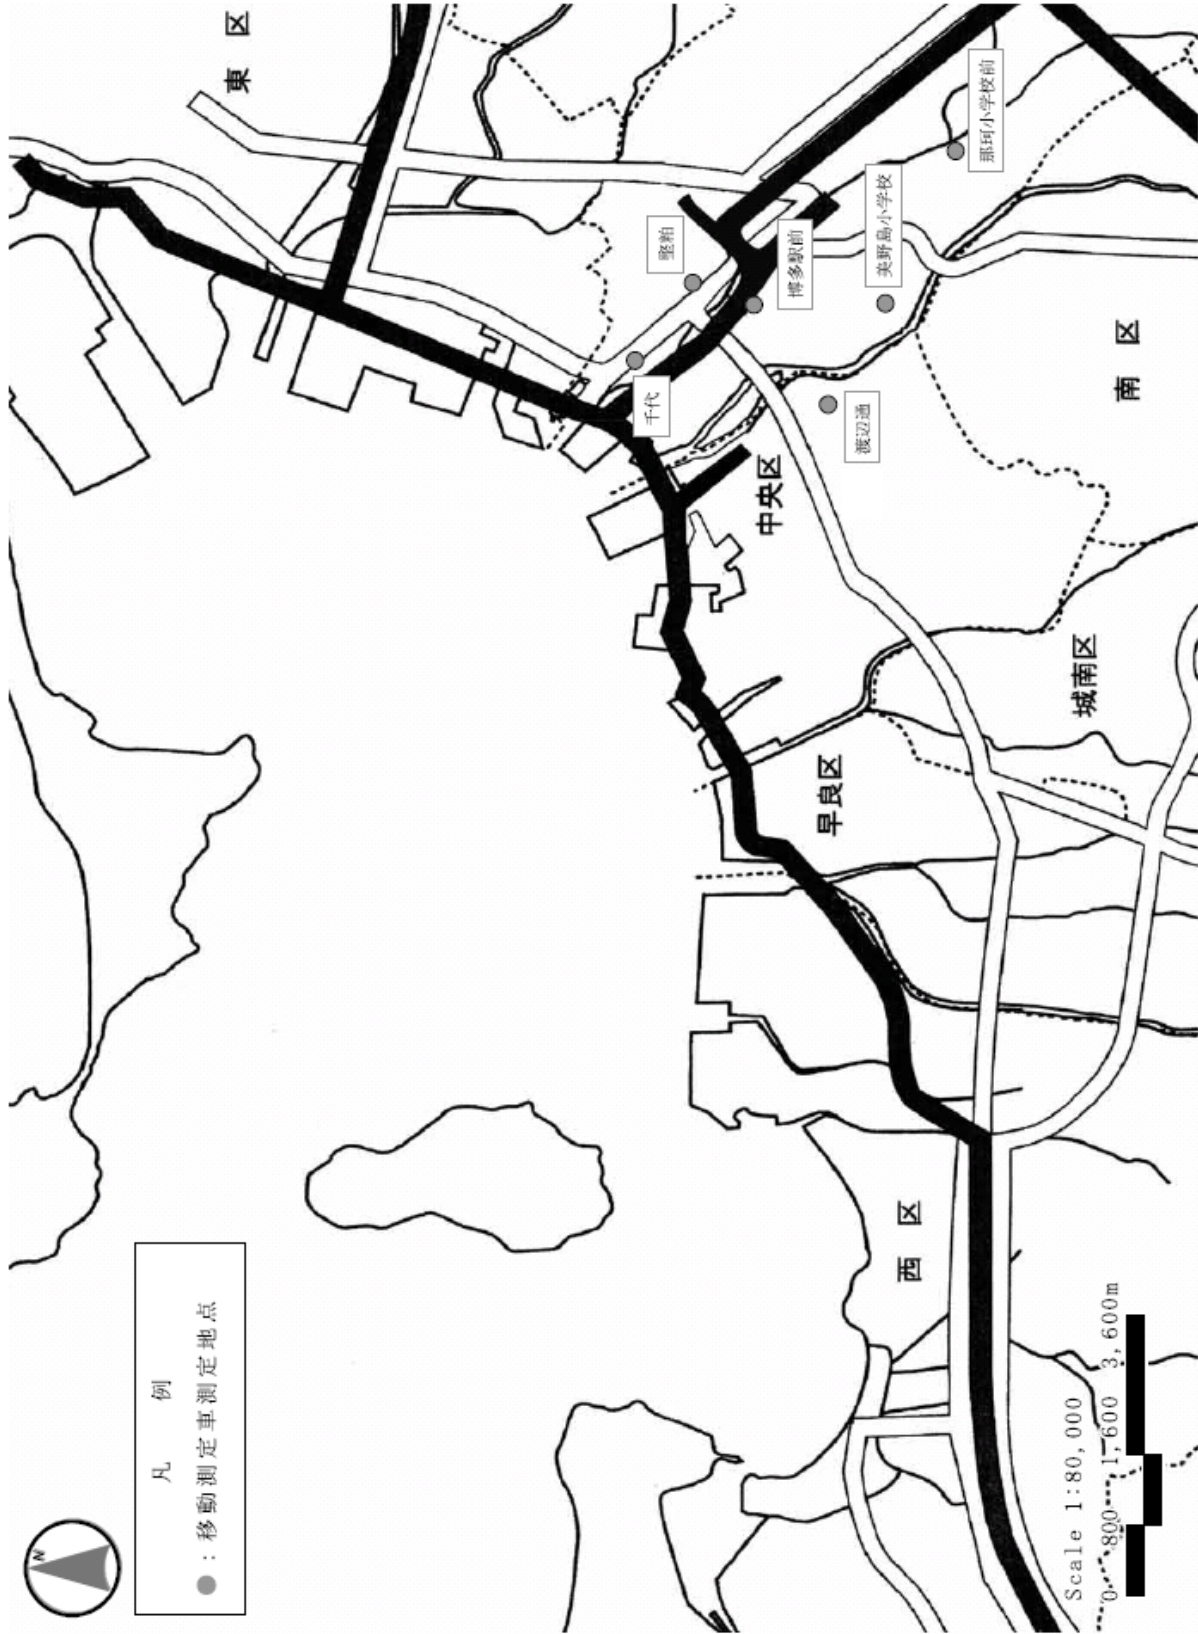 凡　例
● : 移動測定車測定地点
N
東　区
千代
堅粕
博多駅前
美野島小学校
那珂小学校前
渡辺通
中央区
南　区
城南区
早良区
西　区
Scale 1:80,000
0 800 1,600 3,600m